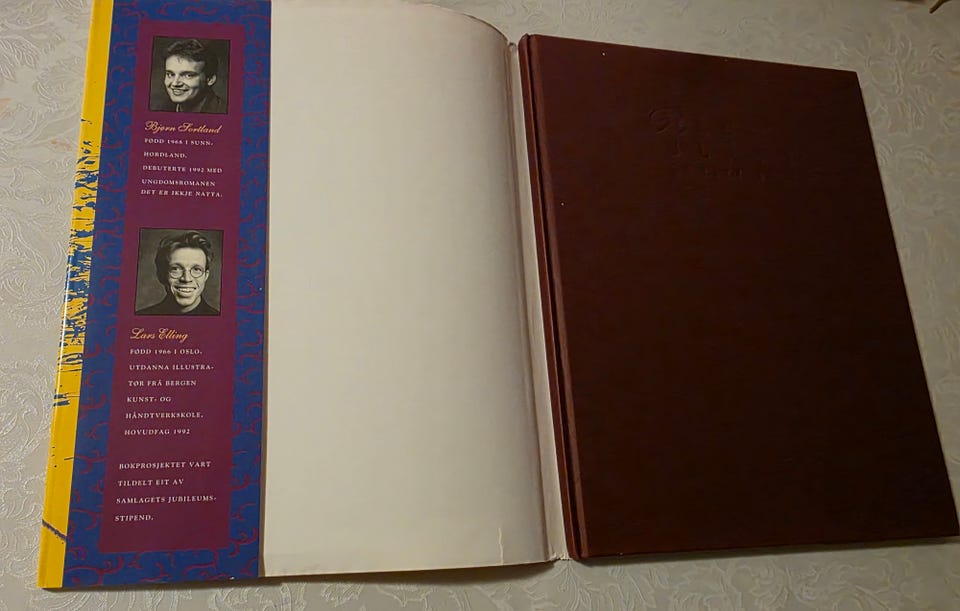 Bjørn Sortland
FØDD 1968 I SUNN-
HORDLAND.
DEBUTERTE 1992 MED
UNGDOMSROMANEN
DET ER IKKJE NATTA.
Lars Elling
FØDD 1966 I OSLO.
UTDANNA ILLUSTRA-
TØR FRÅ BERGEN
KUNST- OG
HÅNDTVERKSKOLE.
HOVUDFAG 1992
BOKPROSJEKTET VART
TILDELT EIT AV
SAMLAGETS JUBILEUMS-
STIPEND.